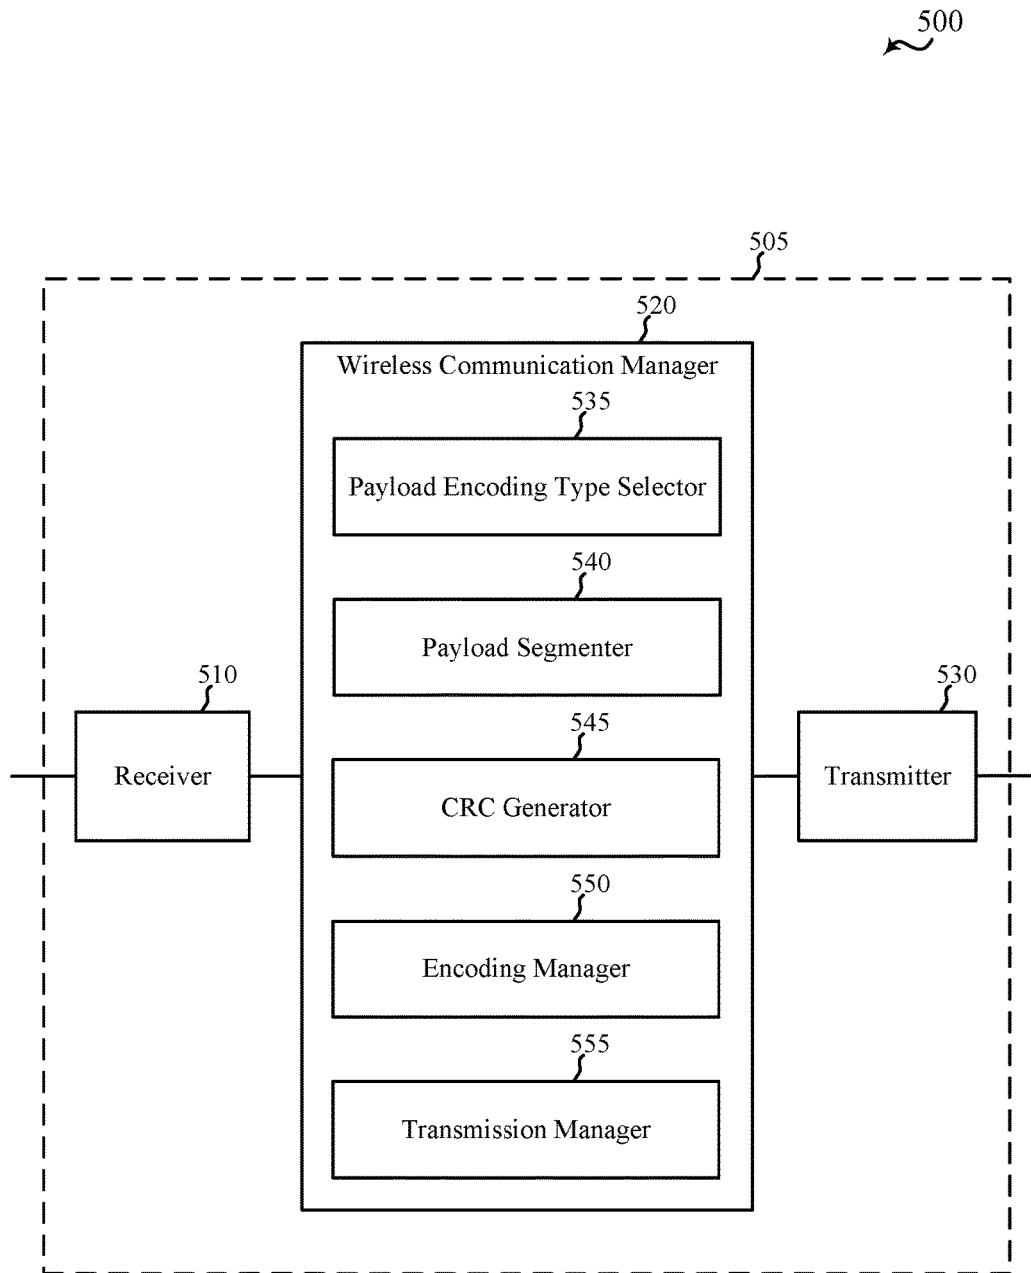 500
505
520
Wireless Communication Manager
535
Payload Encoding Type Selector
540
Payload Segmenter
510
Receiver
545
CRC Generator
530
Transmitter
550
Encoding Manager
555
Transmission Manager